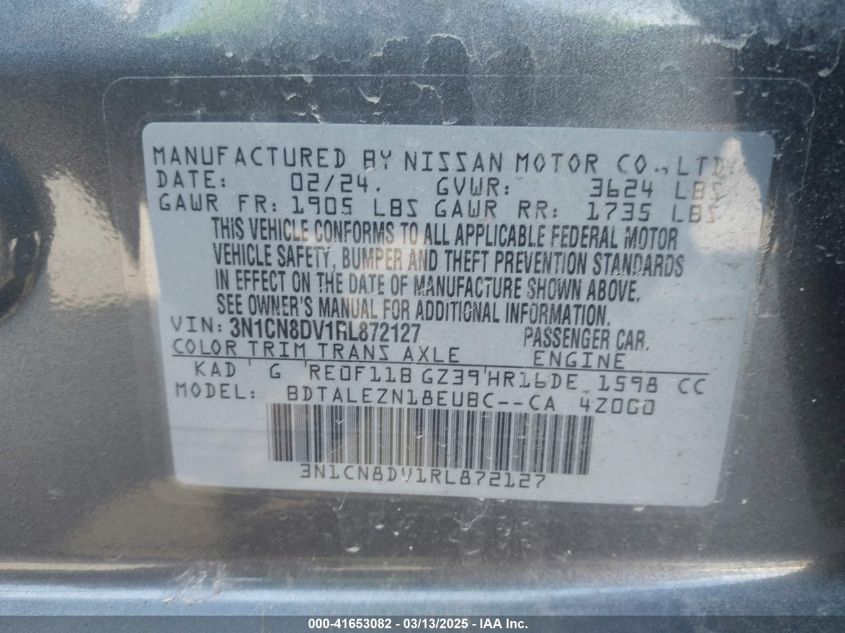 MANUFACTURED BY NISSAN MOTOR CO., LTD.
DATE: 02/24. GVWR: 3624 LBS
GAWR FR: 1905 LBS GAWR RR: 1735 LBS
THIS VEHICLE CONFORMS TO ALL APPLICABLE FEDERAL MOTOR
VEHICLE SAFETY, BUMPER AND THEFT PREVENTION STANDARDS
IN EFFECT ON THE DATE OF MANUFACTURE SHOWN ABOVE.
SEE OWNER'S MANUAL FOR ADDITIONAL INFORMATION.
VIN: 3N1CN8DV1RL872127 PASSENGER CAR.
COLOR TRIM TRANS AXLE ENGINE
KAD G RE0F11B GZ39 HR16DE 1598 CC
MODEL: BDTALEZN18EUBC--CA 4Z0G0
3N1CN8DV1RL872127
000-41653082 - 03/13/2025 - IAA Inc.